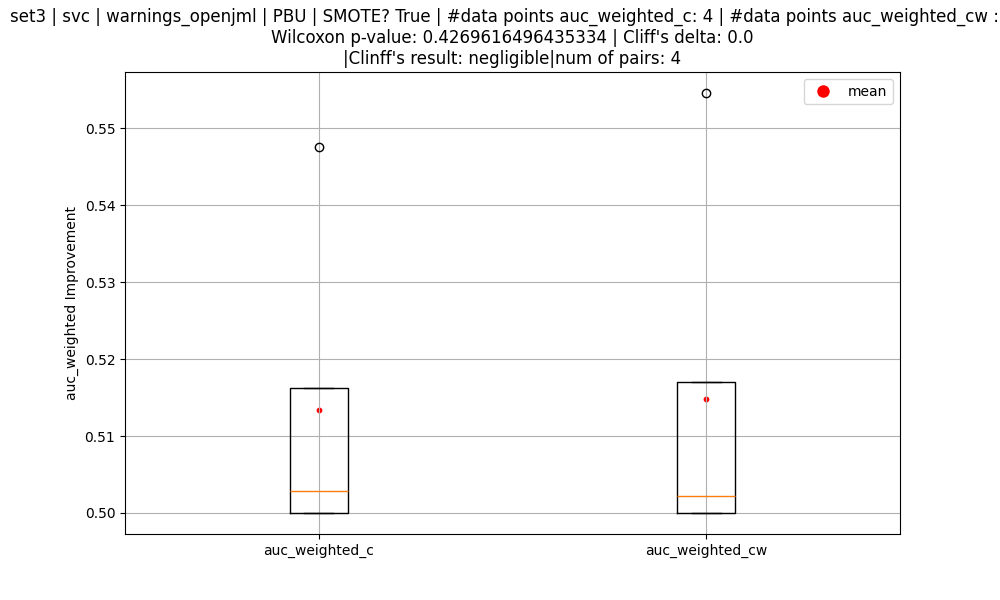 set3 | svc | warnings_openjml | PBU | SMOTE? True | #data points auc_weighted_c: 4 | #data points auc_weighted_cw :
Wilcoxon p-value: 0.4269616496435334 | Cliff's delta: 0.0
|Clinff's result: negligible|num of pairs: 4
mean
auc_weighted Improvement
0.55
0.54
0.53
0.52
0.51
0.50
auc_weighted_c
auc_weighted_cw